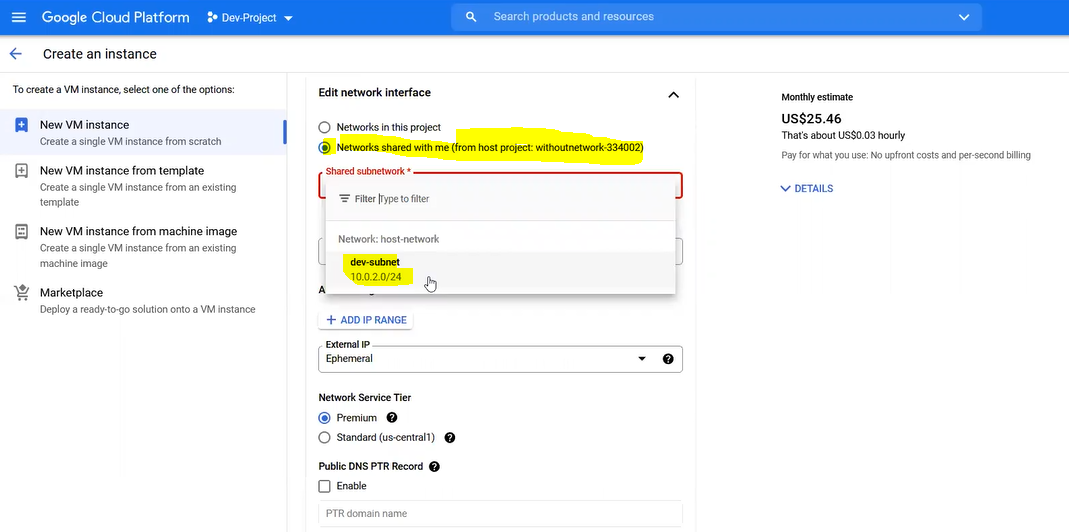 Google Cloud Platform
Dev-Project
Search products and resources
Create an instance
To create a VM instance, select one of the options:
New VM instance
Create a single VM instance from scratch
New VM instance from template
Create a single VM instance from an existing
template
New VM instance from machine image
Create a single VM instance from an existing
machine image
Marketplace
Deploy a ready-to-go solution onto a VM instance
Edit network interface
Networks in this project
Networks shared with me (from host project: withoutnetwork-334002)
Shared subnetwork *
Filter Type to filter
Network: host-network
dev-subnet
10.0.2.0/24
+ ADD IP RANGE
External IP
Ephemeral
Network Service Tier
Premium
Standard (us-central1)
Public DNS PTR Record
Enable
PTR domain name
Monthly estimate
US$25.46
That's about US$0.03 hourly
Pay for what you use: No upfront costs and per-second billing
DETAILS